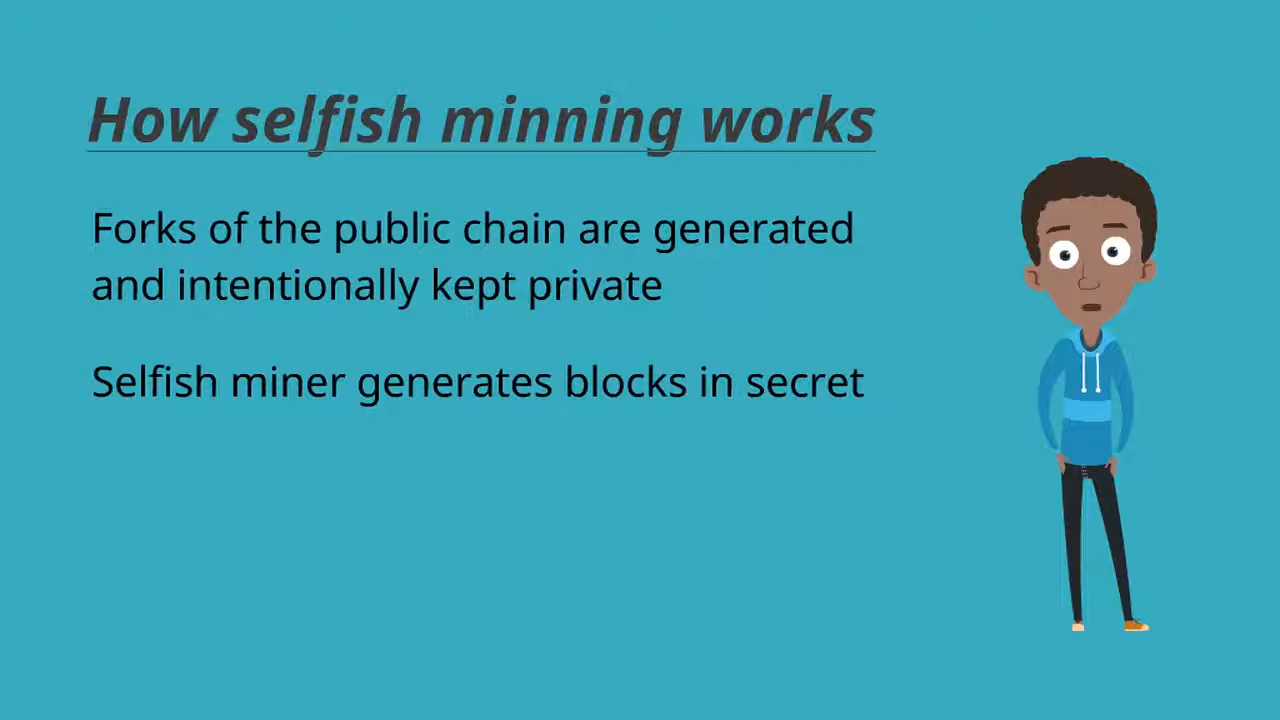 How selfish minning works
Forks of the public chain are generated
and intentionally kept private
Selfish miner generates blocks in secret